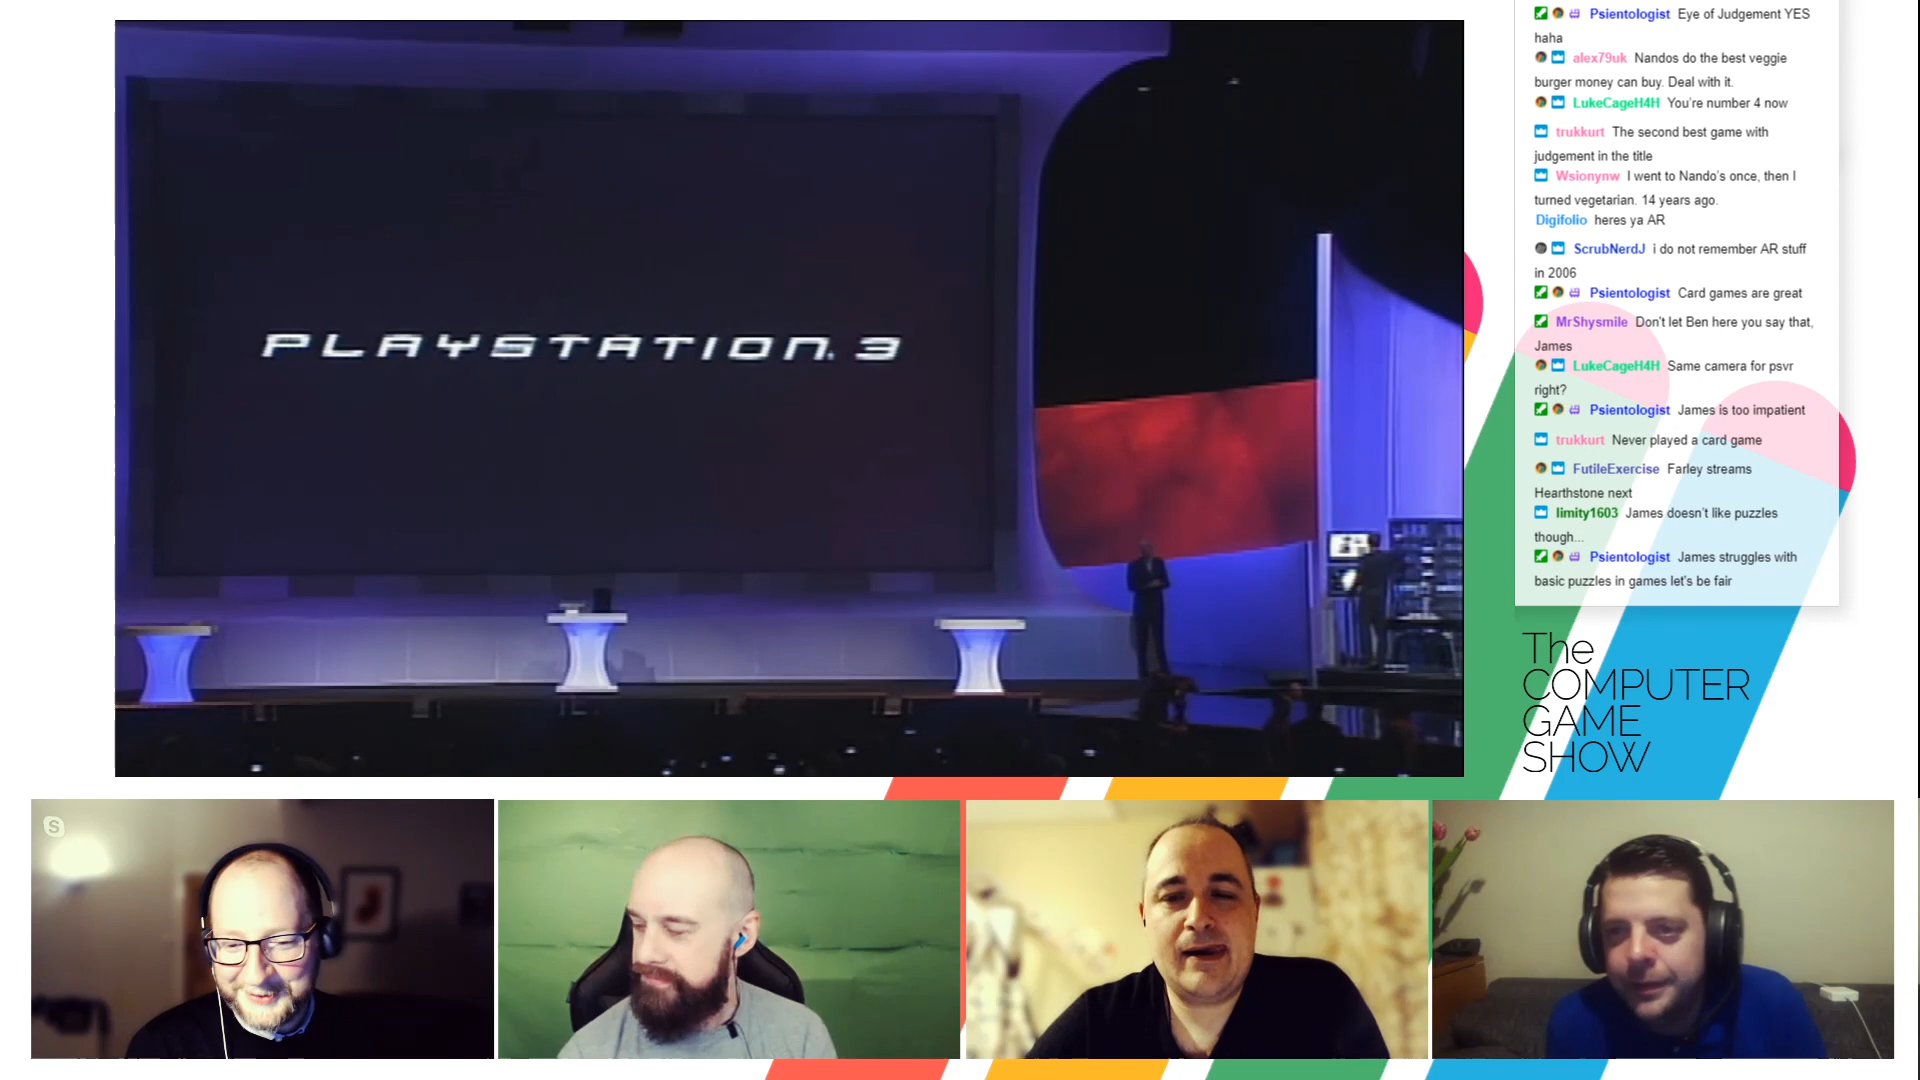 PLAYSTATION 3
Psientologist Eye of Judgement YES
haha
alex79uk Nandos do the best veggie
burger money can buy. Deal with it.
LukeCageH4H You're number 4 now
trukkurt The second best game with
judgement in the title
Wsionynw I went to Nando's once, then I
turned vegetarian. 14 years ago.
Digifolio heres ya AR
ScrubNerdJ i do not remember AR stuff
in 2006
Psientologist Card games are great
MrShysmile Don't let Ben here you say that,
James
LukeCageH4H Same camera for psvr
right?
Psientologist James is too impatient
trukkurt Never played a card game
FutileExercise Farley streams
Hearthstone next
limity1603 James doesn't like puzzles
though...
Psientologist James struggles with
basic puzzles in games let's be fair
The
COMPUTER
GAME
SHOW
S